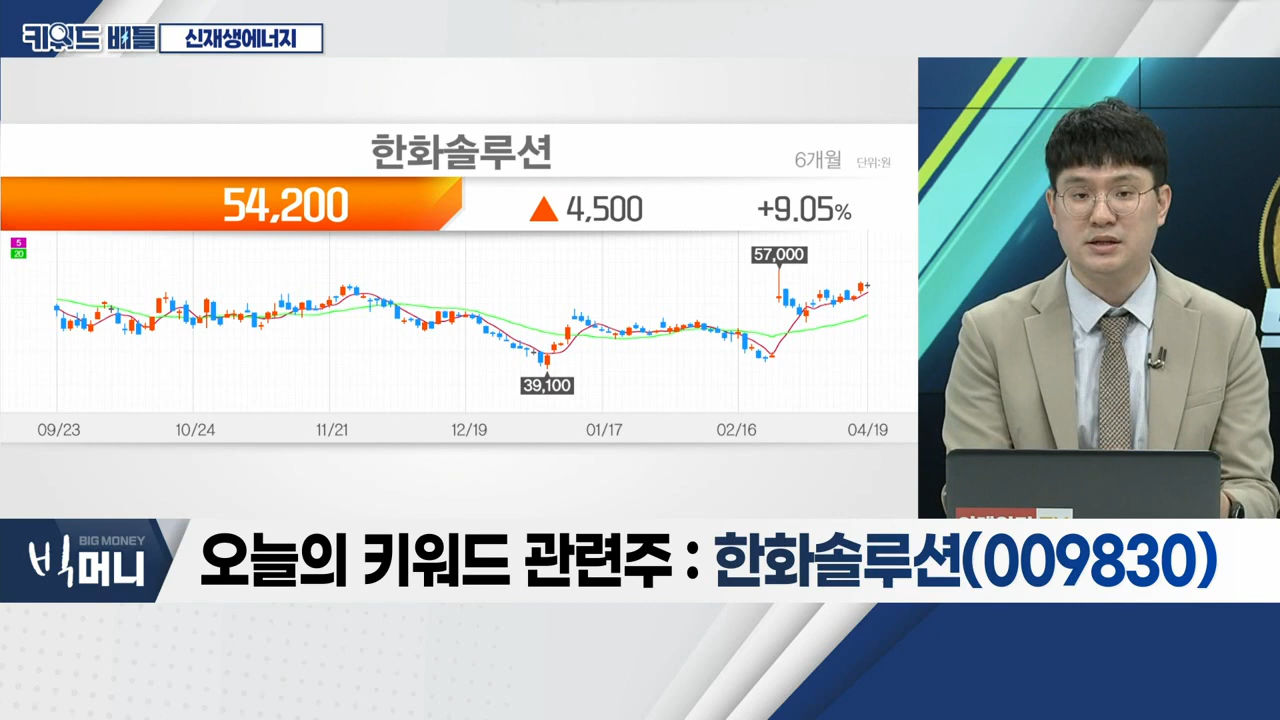 키워드 배틀 신재생에너지
한화솔루션
6개월 단위:원
54,200 ▲ 4,500 +9.05%
5
20
57,000
39,100
09/23 10/24 11/21 12/19 01/17 02/16 04/19
BIG MONEY
빅머니
오늘의 키워드 관련주 : 한화솔루션(009830)